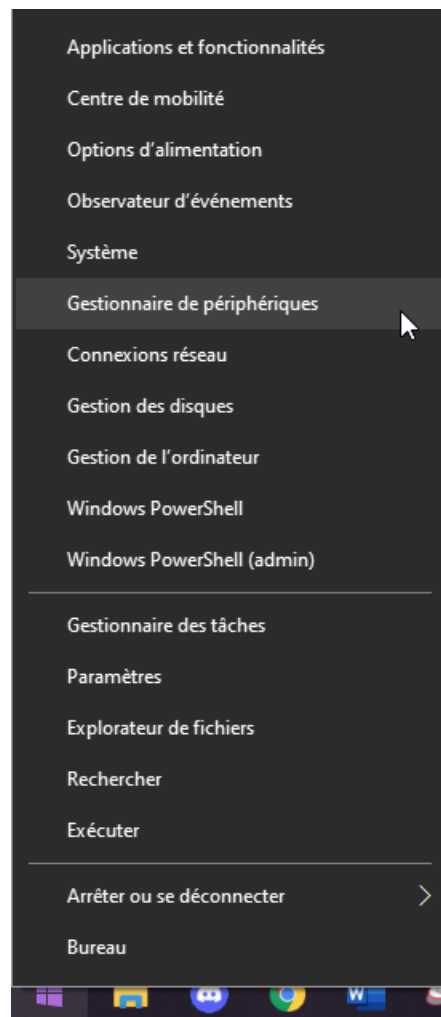 Applications et fonctionnalités
Centre de mobilité
Options d’alimentation
Observateur d’événements
Système
Gestionnaire de périphériques
Connexions réseau
Gestion des disques
Gestion de l’ordinateur
Windows PowerShell
Windows PowerShell (admin)
Gestionnaire des tâches
Paramètres
Explorateur de fichiers
Rechercher
Exécuter
Arrêter ou se déconnecter
Bureau
W